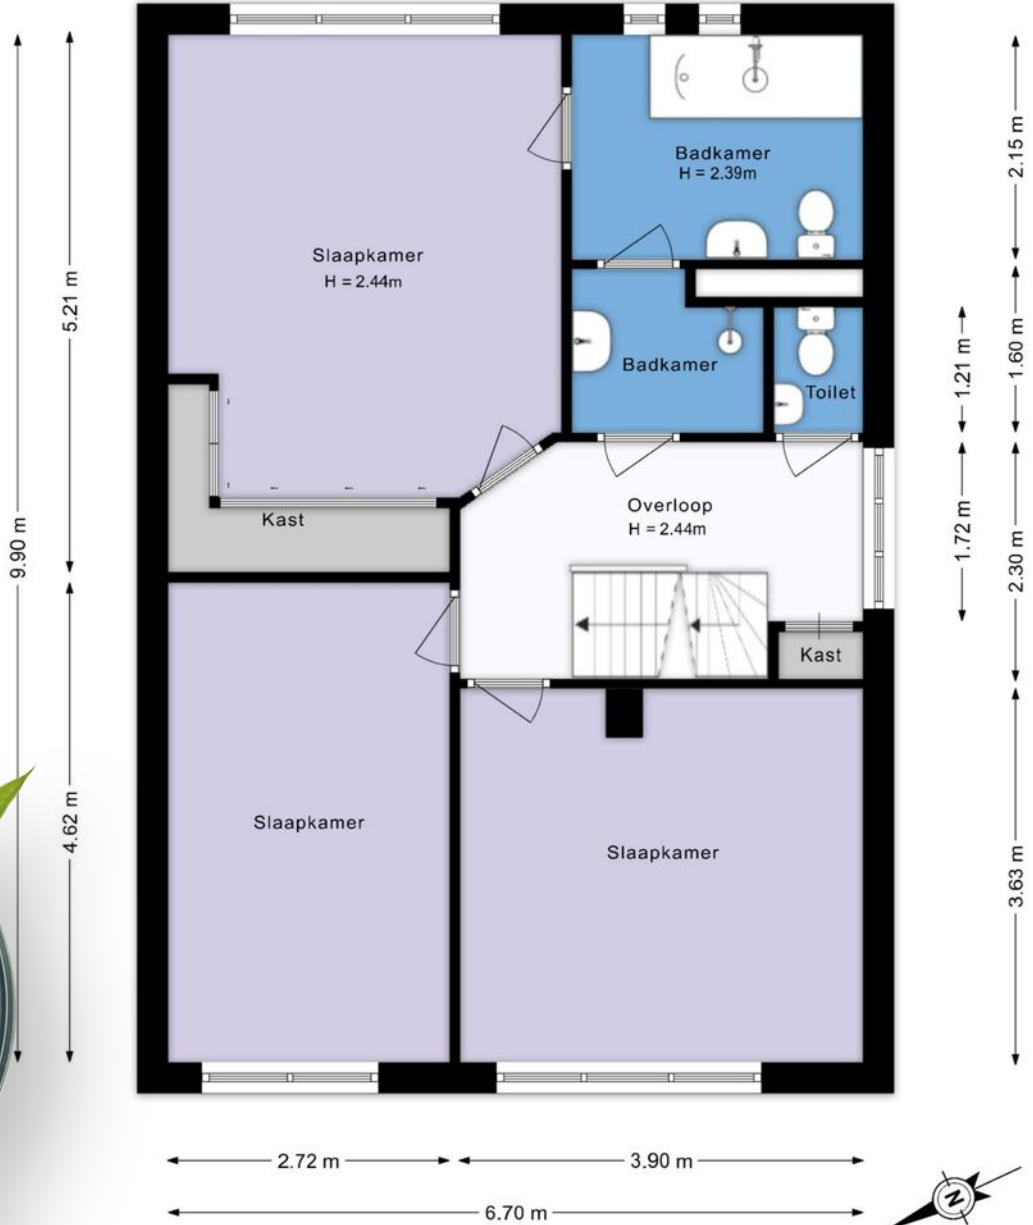 Badkamer
H = 2.39m
Slaapkamer
H = 2.44m
Badkamer
Toilet
Kast
Overloop
H = 2.44m
Kast
Slaapkamer
Slaapkamer
9.90 m
5.21 m
4.62 m
2.15 m
1.60 m
1.21 m
1.72 m
2.30 m
3.63 m
2.72 m
3.90 m
6.70 m
N